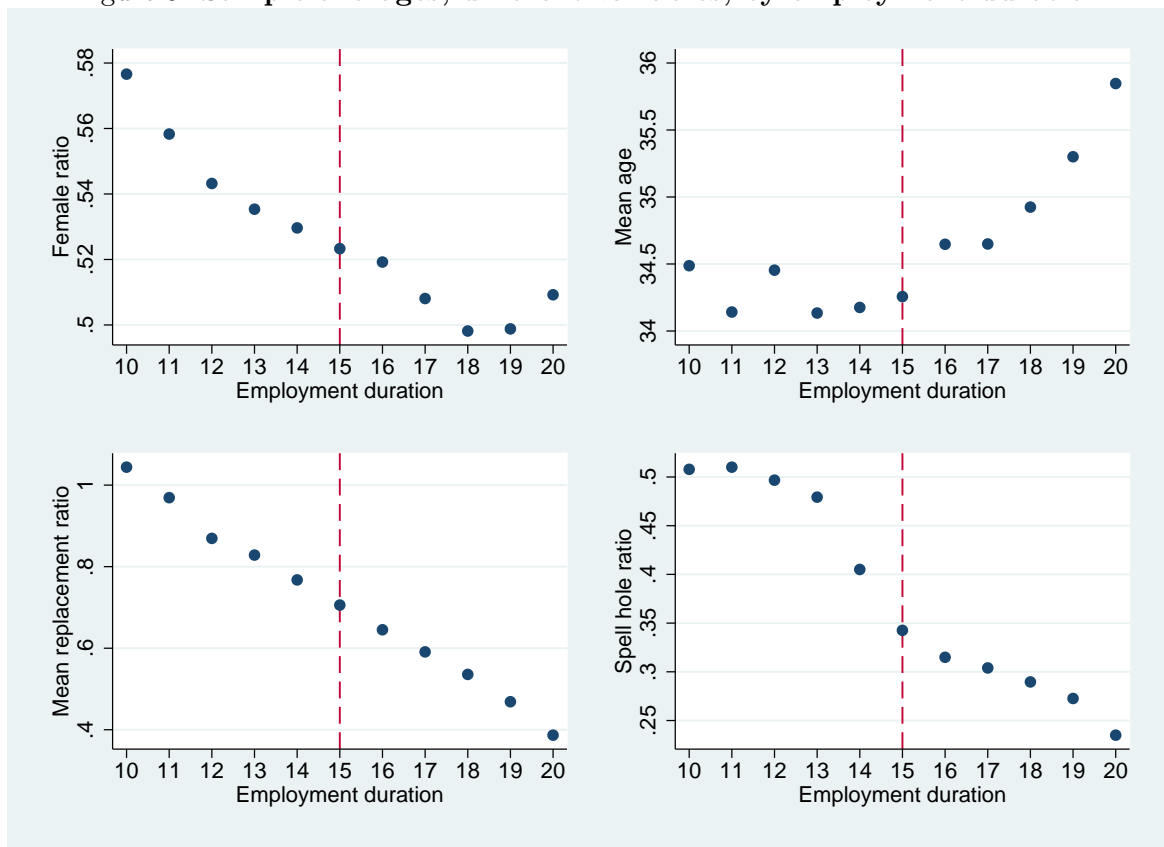 .58
.56
.54
.52
.5
Female ratio
10 11 12 13 14 15 16 17 18 19 20
Employment duration
36
35.5
35
34.5
34
Mean age
10 11 12 13 14 15 16 17 18 19 20
Employment duration
1
.8
.6
.4
Mean replacement ratio
10 11 12 13 14 15 16 17 18 19 20
Employment duration
.5
.45
.4
.35
.3
.25
Spell hole ratio
10 11 12 13 14 15 16 17 18 19 20
Employment duration